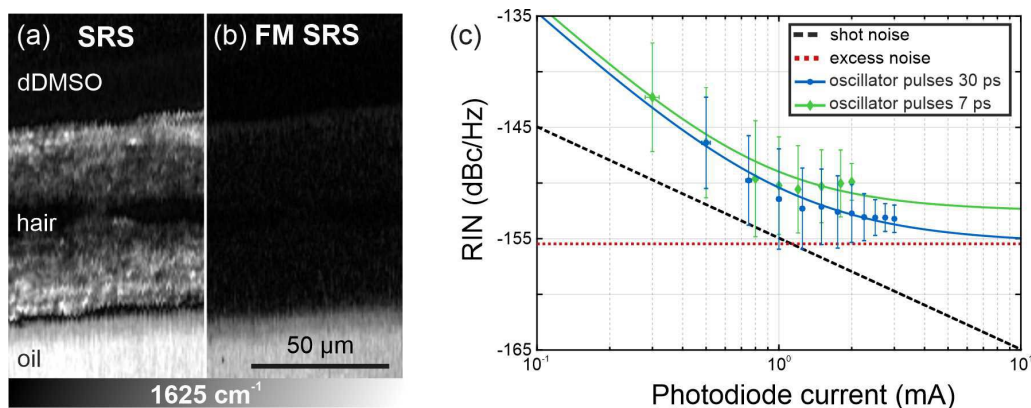 (a) SRS
dDMSO
hair
oil
(b) FM SRS
50 μm
1625 cm⁻¹
(c)
RIN (dBc/Hz)
-135
-145
-155
-165
10⁻¹
10⁰
10¹
Photodiode current (mA)
shot noise
excess noise
oscillator pulses 30 ps
oscillator pulses 7 ps